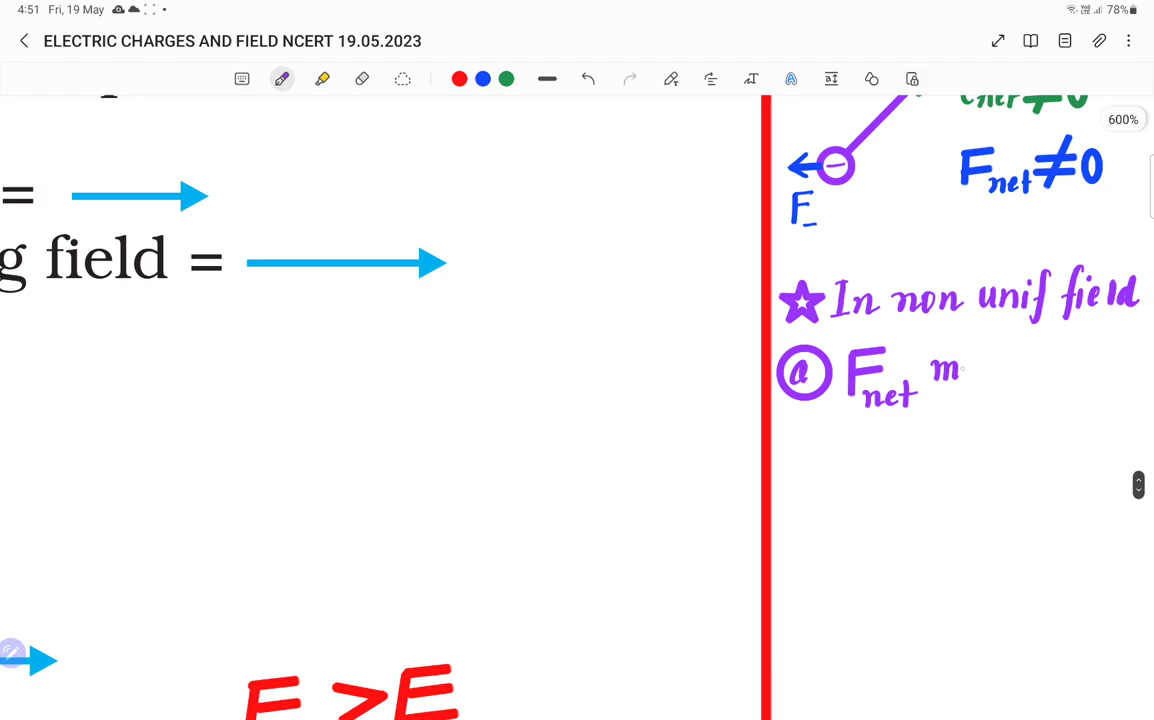 4:51 Fri, 19 May
78%
ELECTRIC CHARGES AND FIELD NCERT 19.05.2023
600%
F_net ≠ 0
F_
=
g field =
☆ In non unif field
ⓐ F_net m
F > F